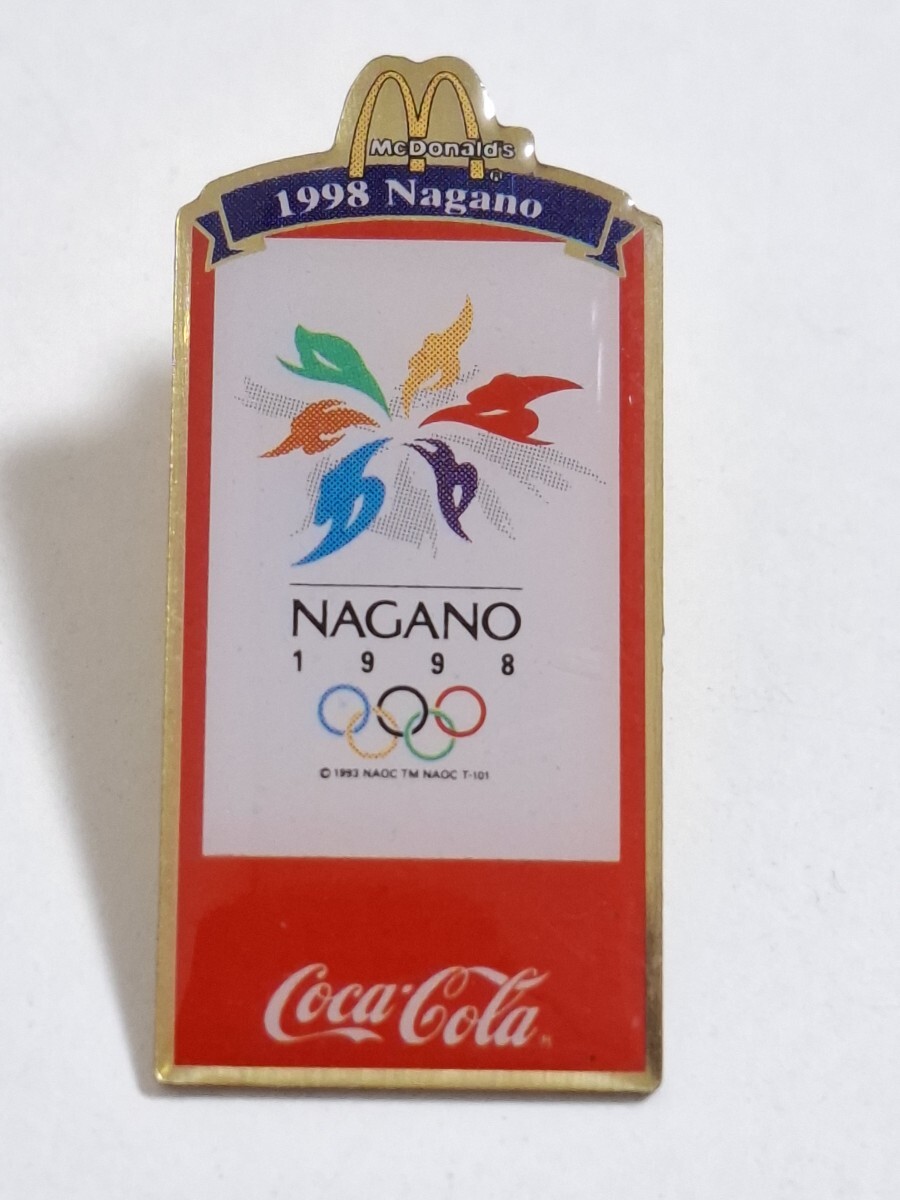 McDonald's
®
1998 Nagano
NAGANO
1 9 9 8
© 1993 NAOC TM NAOC T-101
Coca-Cola